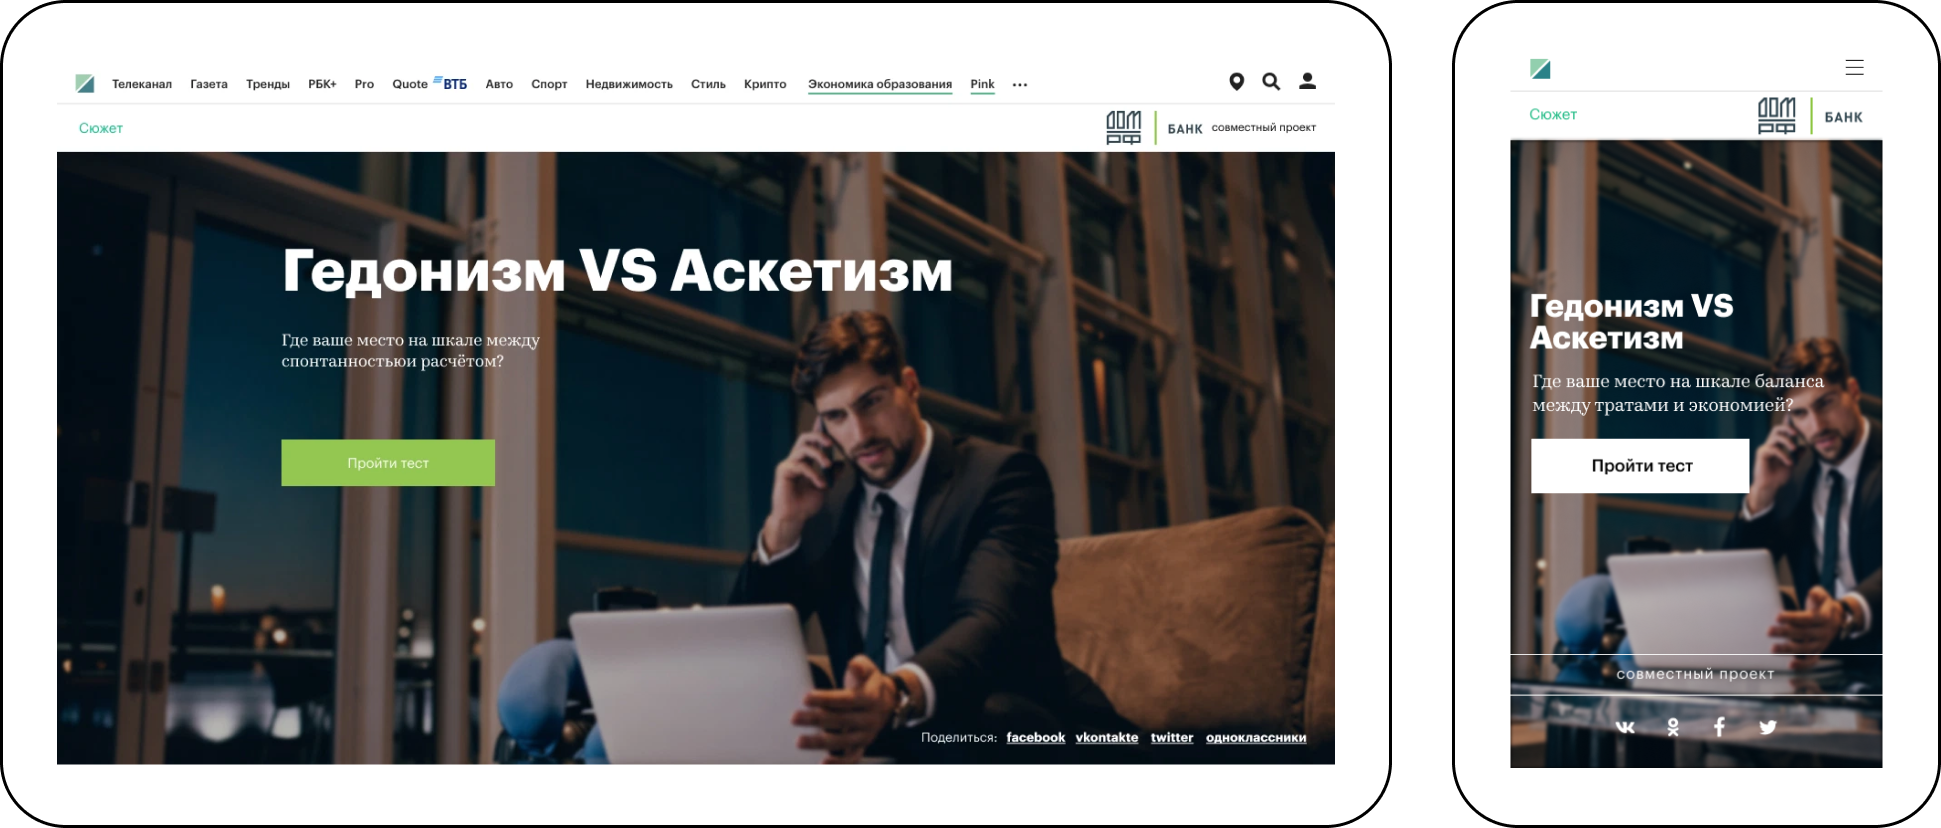 Телеканал Газета Тренды РБК+ Pro Quote ВТБ Авто Спорт Недвижимость Стиль Крипто Экономика образования Pink ...
Сюжет
ДОМ РФ БАНК совместный проект
Гедонизм VS Аскетизм
Где ваше место на шкале между
спонтанностьюи расчётом?
Пройти тест
Поделиться: facebook vkontakte twitter одноклассники
Сюжет
ДОМ РФ БАНК
Гедонизм VS
Аскетизм
Где ваше место на шкале баланса
между тратами и экономией?
Пройти тест
совместный проект